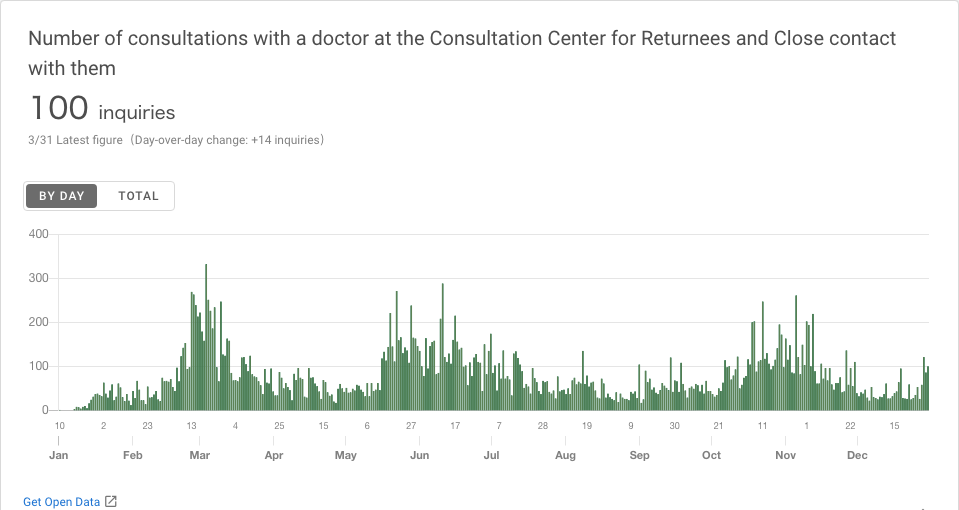 Number of consultations with a doctor at the Consultation Center for Returnees and Close contact
with them
100 inquiries
3/31 Latest figure（Day-over-day change: +14 inquiries）
BY DAY TOTAL
400
300
200
100
0
10 2 23 13 4 25 15 6 27 17 7 28 19 9 30 21 11 1 22 15
Jan Feb Mar Apr May Jun Jul Aug Sep Oct Nov Dec
Get Open Data